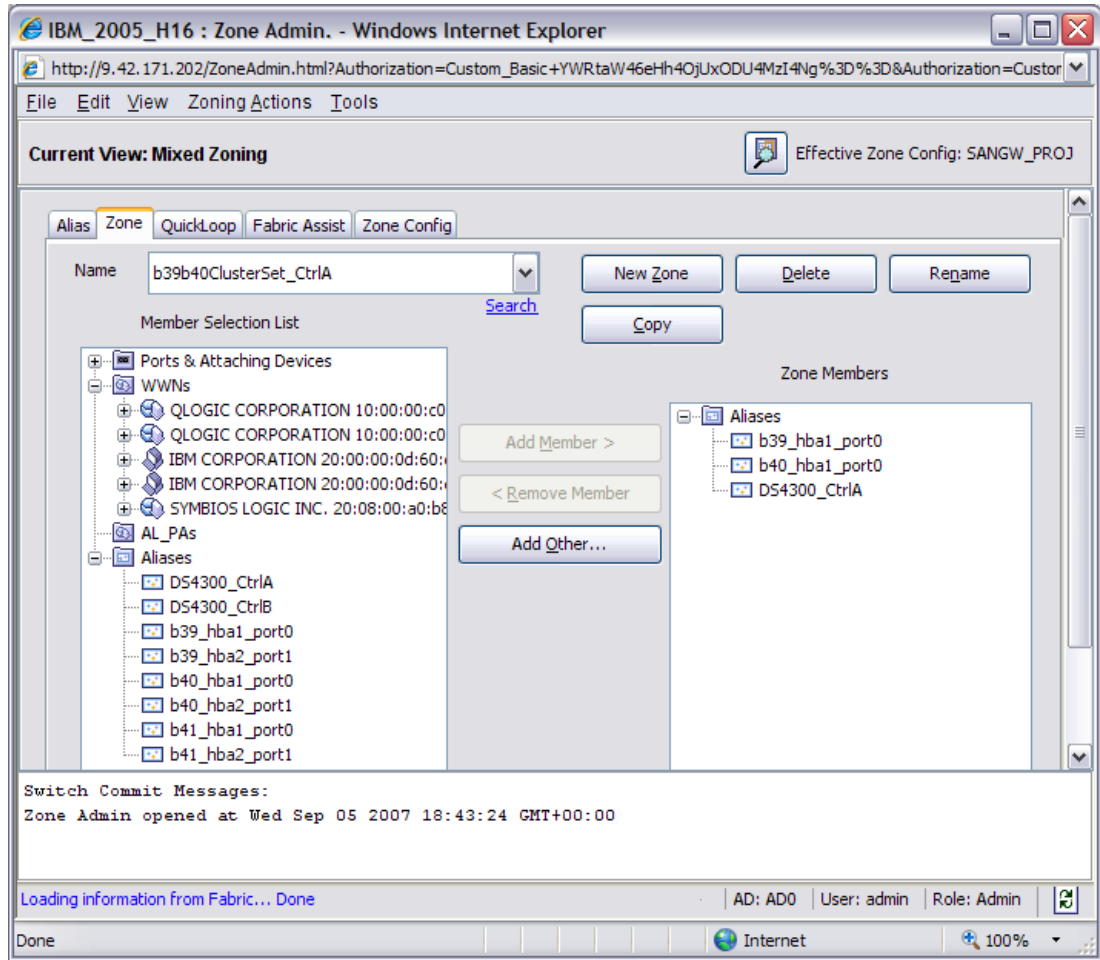 IBM_2005_H16 : Zone Admin. - Windows Internet Explorer
http://9.42.171.202/ZoneAdmin.html?Authorization=Custom_Basic+YWRtaW46eHh4OjUxODU4MzI4Ng%3D%3D&Authorization=Custor
File Edit View Zoning Actions Tools
Current View: Mixed Zoning
Effective Zone Config: SANGW_PROJ
Alias Zone QuickLoop Fabric Assist Zone Config
Name b39b40ClusterSet_CtrlA
New Zone Delete Rename
Search
Copy
Member Selection List
Ports & Attaching Devices
WWNs
QLOGIC CORPORATION 10:00:00:c0
QLOGIC CORPORATION 10:00:00:c0
IBM CORPORATION 20:00:00:0d:60:
IBM CORPORATION 20:00:00:0d:60:
SYMBIOS LOGIC INC. 20:08:00:a0:b8
AL_PAs
Aliases
DS4300_CtrlA
DS4300_CtrlB
b39_hba1_port0
b39_hba2_port1
b40_hba1_port0
b40_hba2_port1
b41_hba1_port0
b41_hba2_port1
Add Member >
< Remove Member
Add Other...
Zone Members
Aliases
b39_hba1_port0
b40_hba1_port0
DS4300_CtrlA
Switch Commit Messages:
Zone Admin opened at Wed Sep 05 2007 18:43:24 GMT+00:00
Loading information from Fabric... Done
AD: AD0 User: admin Role: Admin
Done
Internet
100%